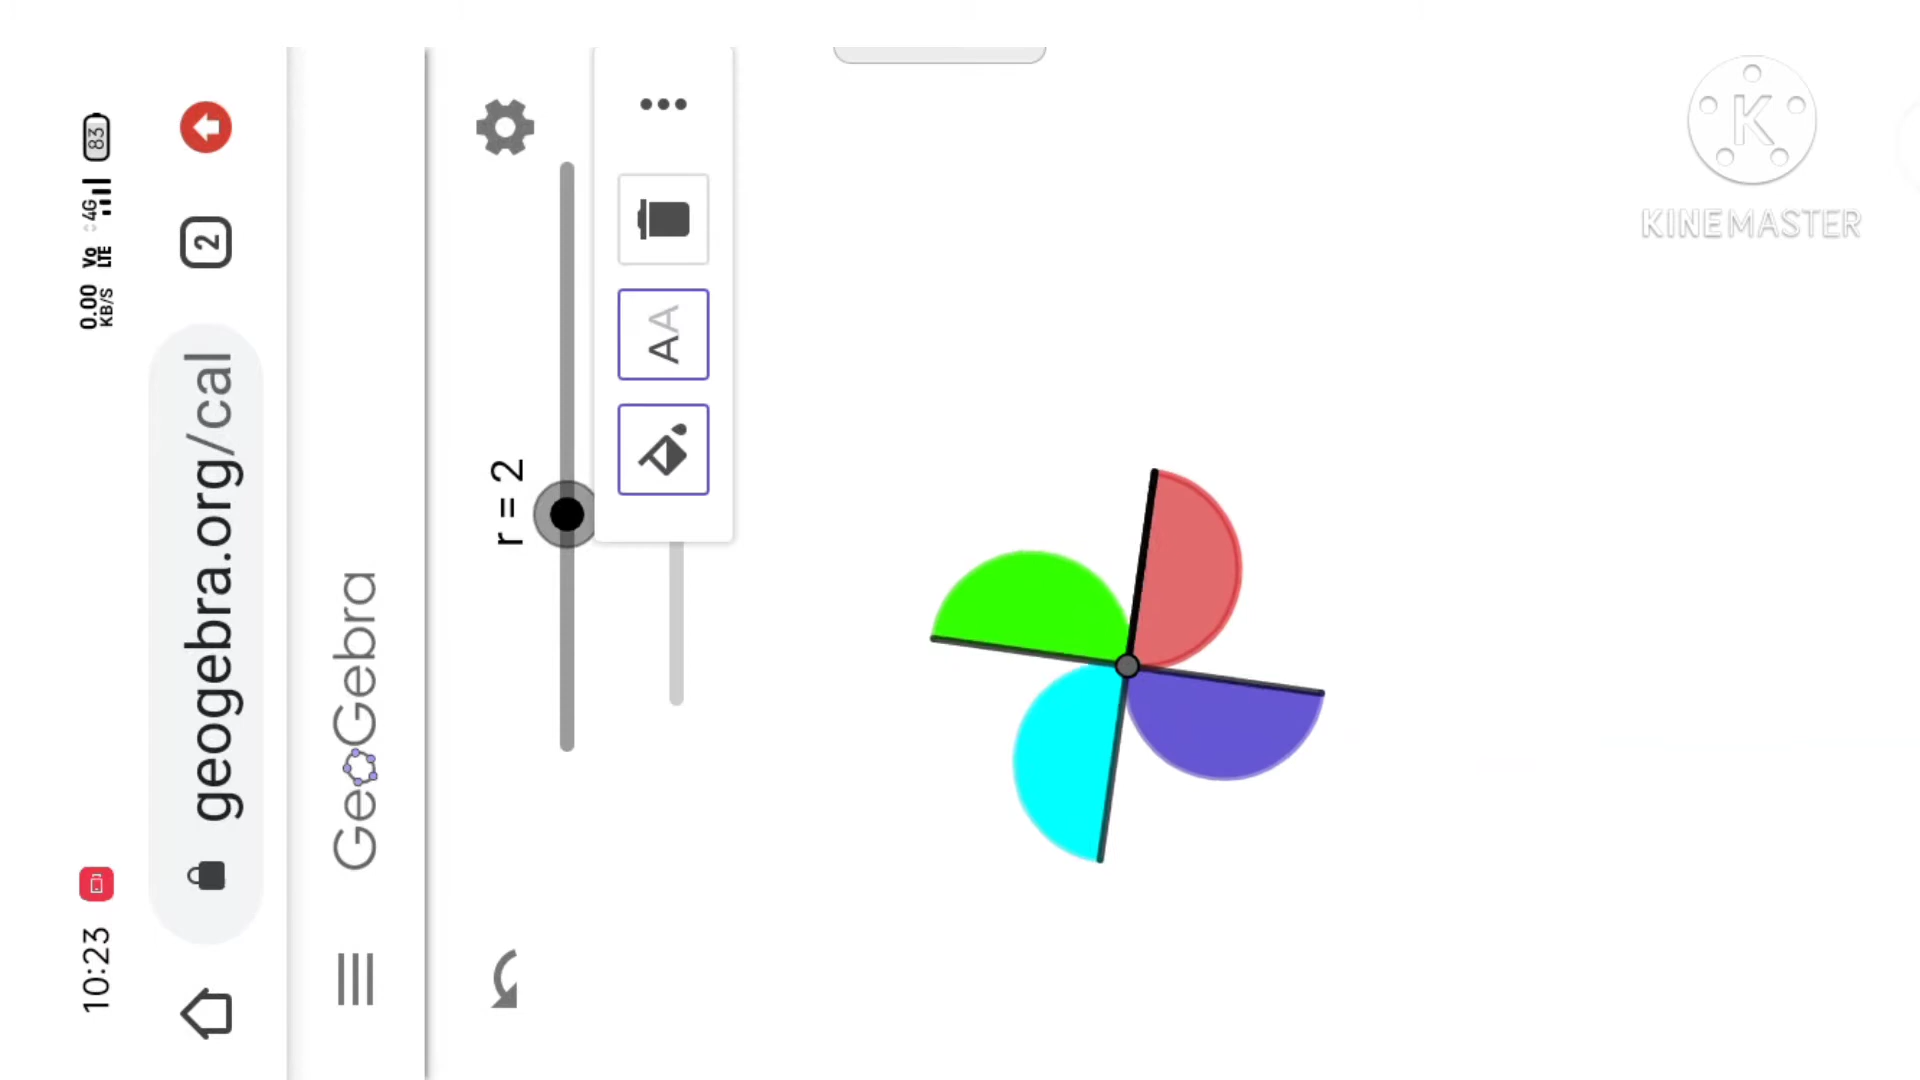 10:23
0.00
KB/S
Vo
LTE
4G
83
geogebra.org/cal
2
GeoGebra
r = 2
AA
K
KINEMASTER